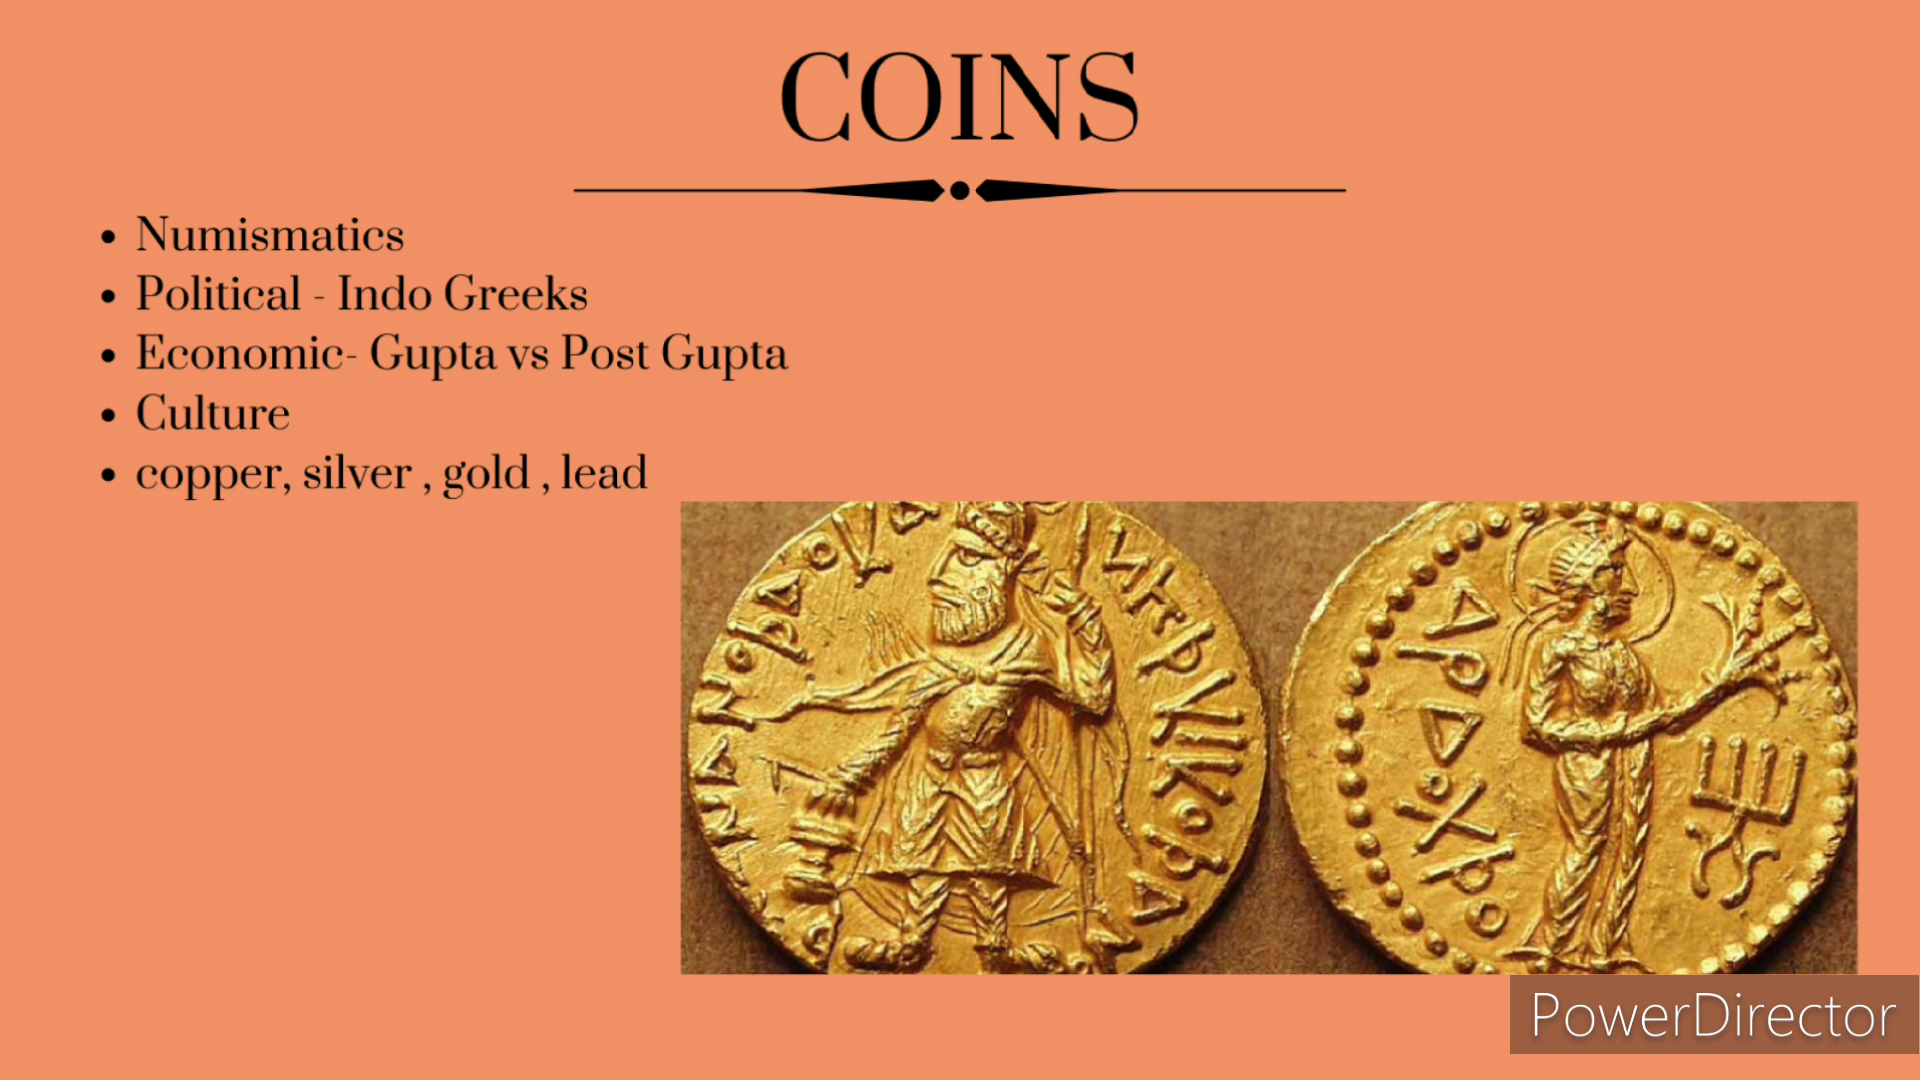 COINS
• Numismatics
• Political - Indo Greeks
• Economic- Gupta vs Post Gupta
• Culture
• copper, silver , gold , lead
PowerDirector